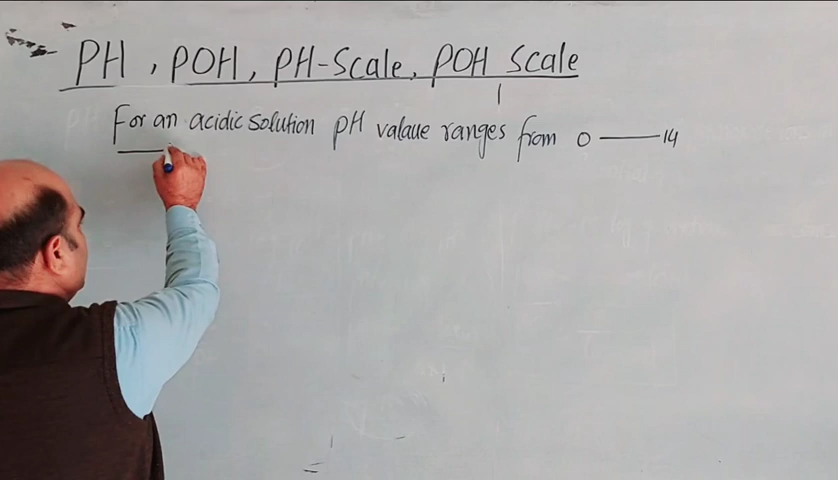 PH, POH, PH-Scale, POH Scale
For an acidic solution pH valaue ranges from 0 — 14